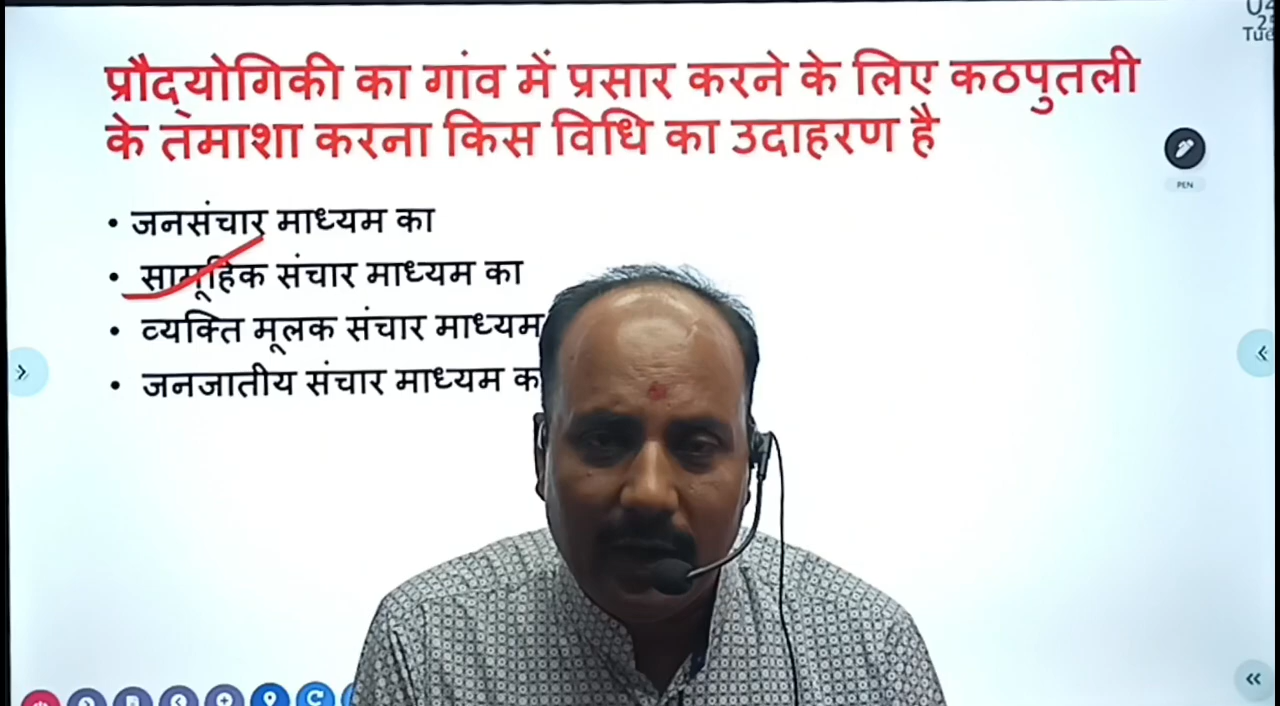 प्रौद्योगिकी का गांव में प्रसार करने के लिए कठपुतली
के तमाशा करना किस विधि का उदाहरण है
• जनसंचार माध्यम का
• सामूहिक संचार माध्यम का
• व्यक्ति मूलक संचार माध्यम
• जनजातीय संचार माध्यम
PEN